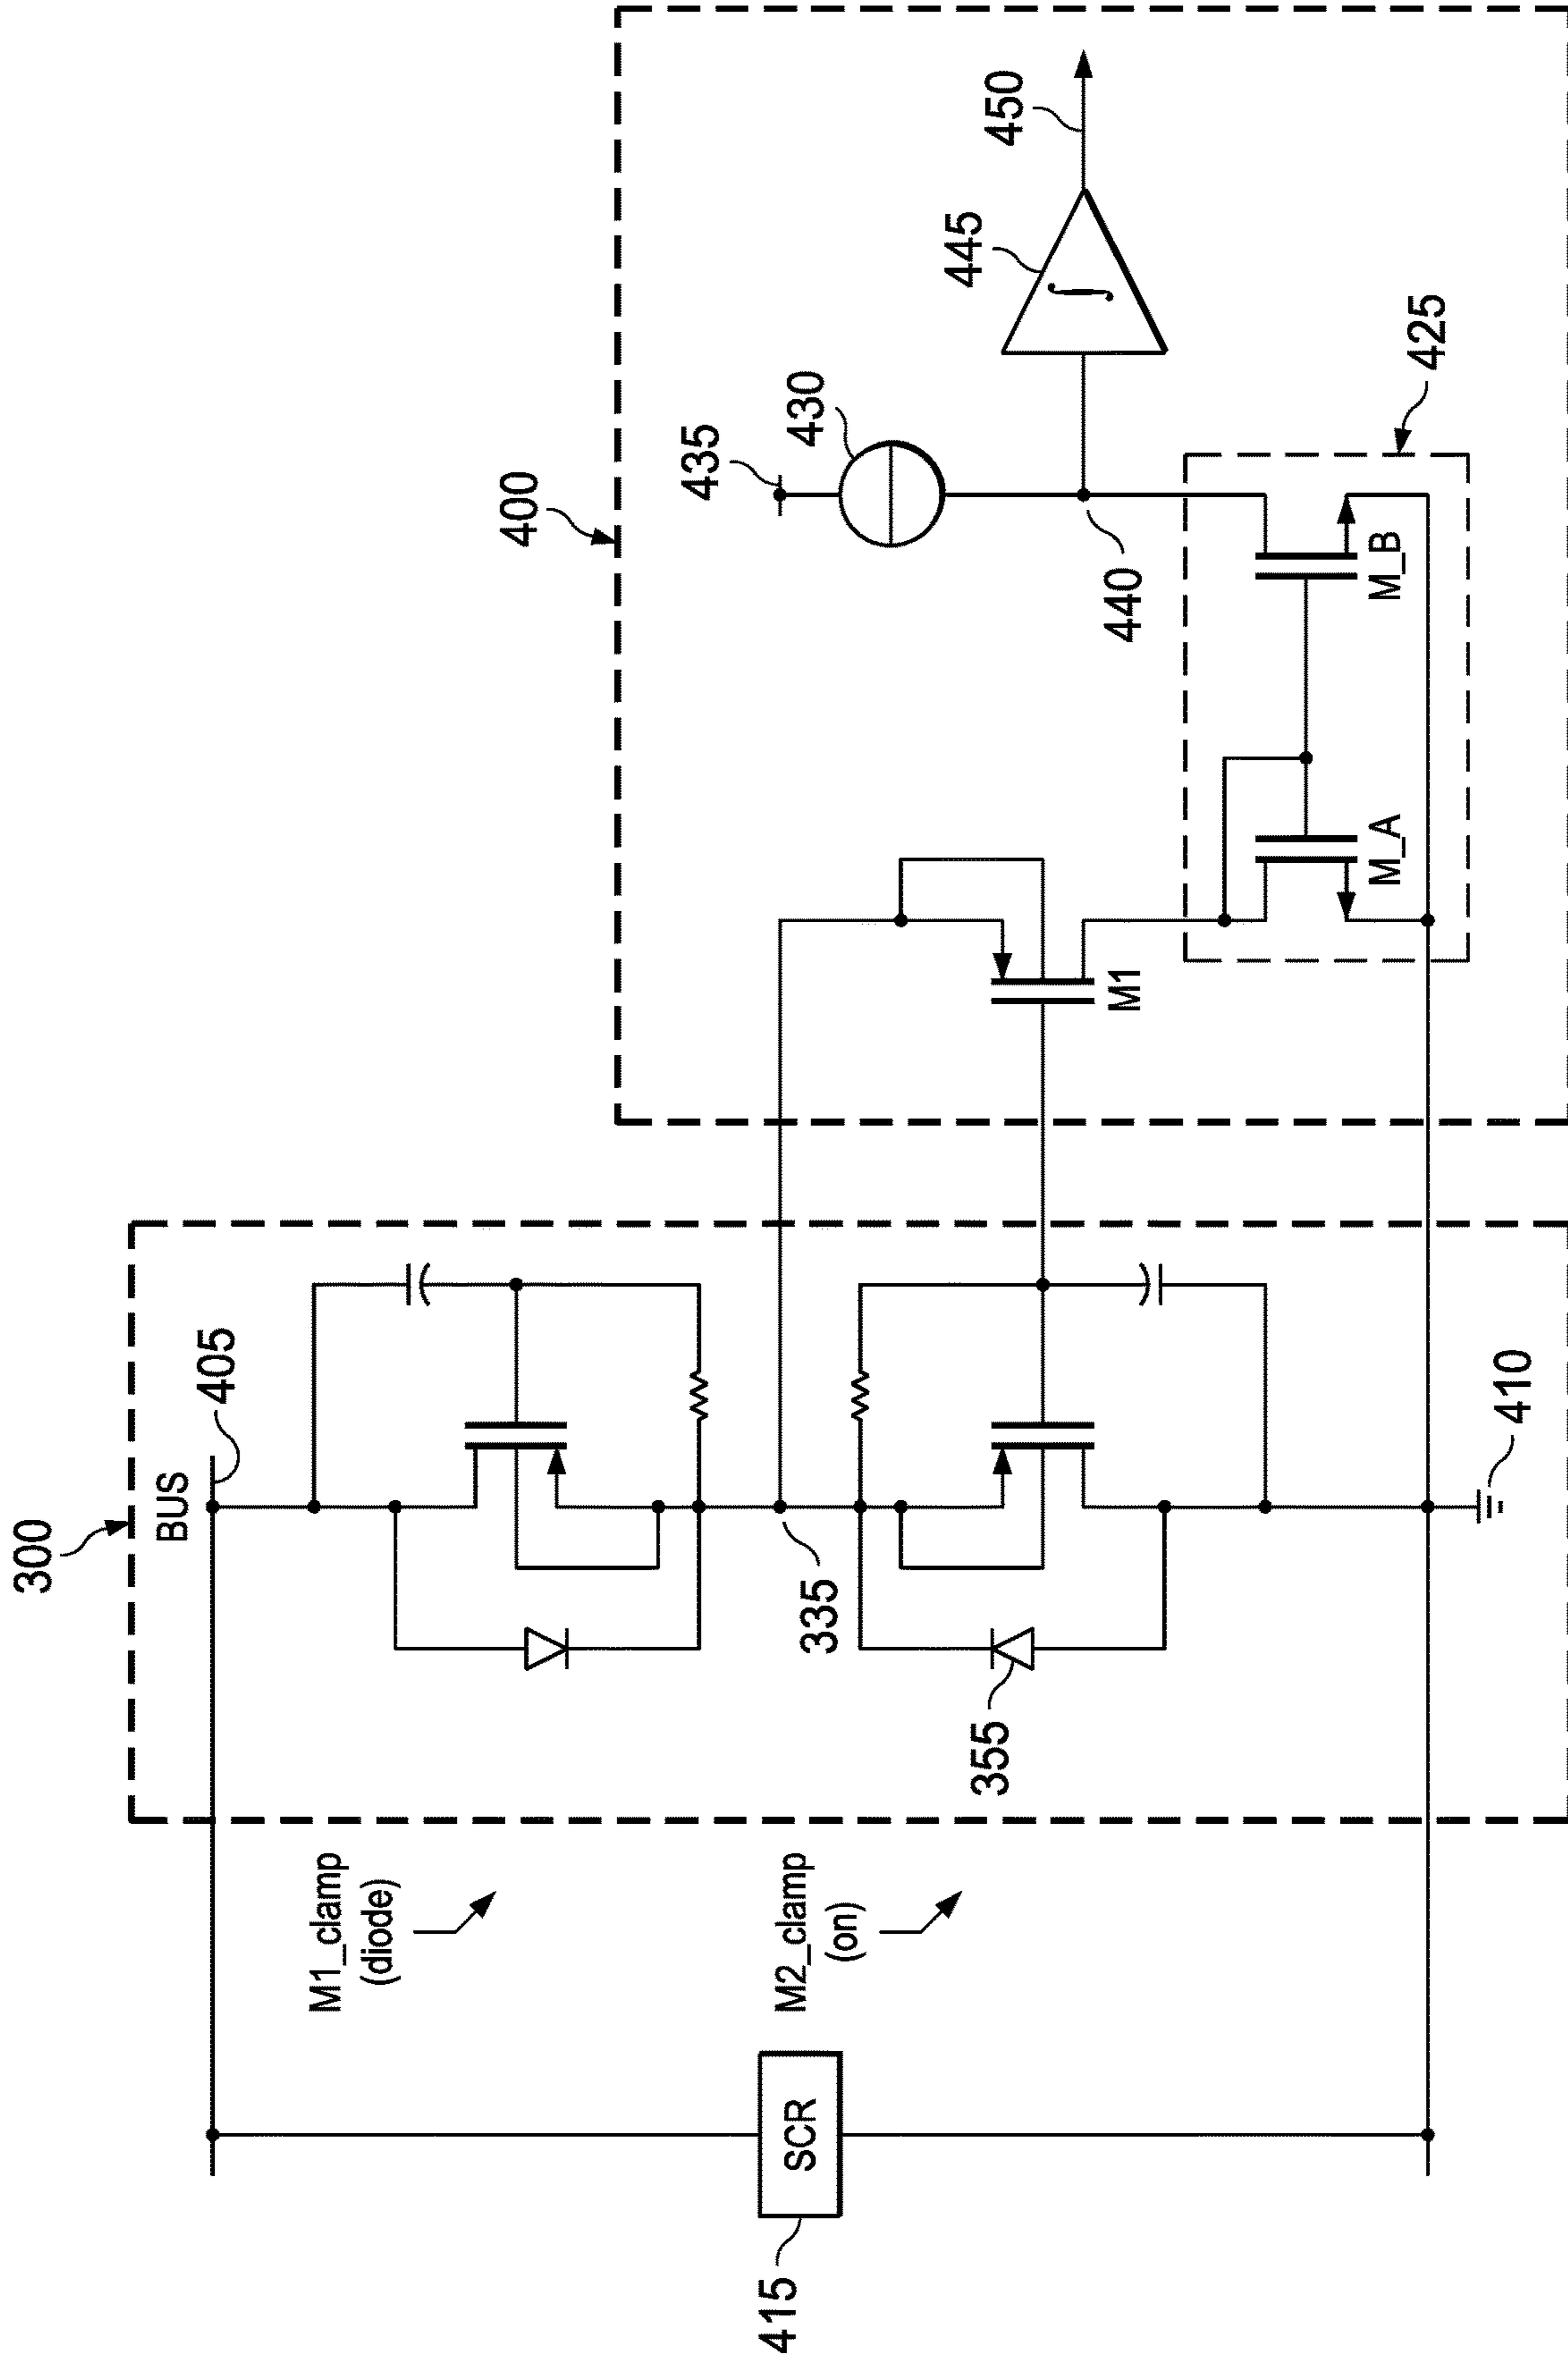 300
BUS
405
M1_clamp
(diode)
400
435
430
415
SCR
M2_clamp
(on)
335
445
450
355
M1
440
M_A
M_B
425
410
∫